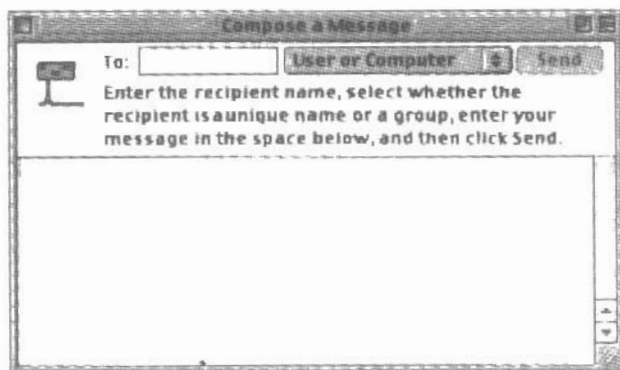 Compose a Message
To: User or Computer Send
Enter the recipient name, select whether the
recipient is a unique name or a group, enter your
message in the space below, and then click Send.